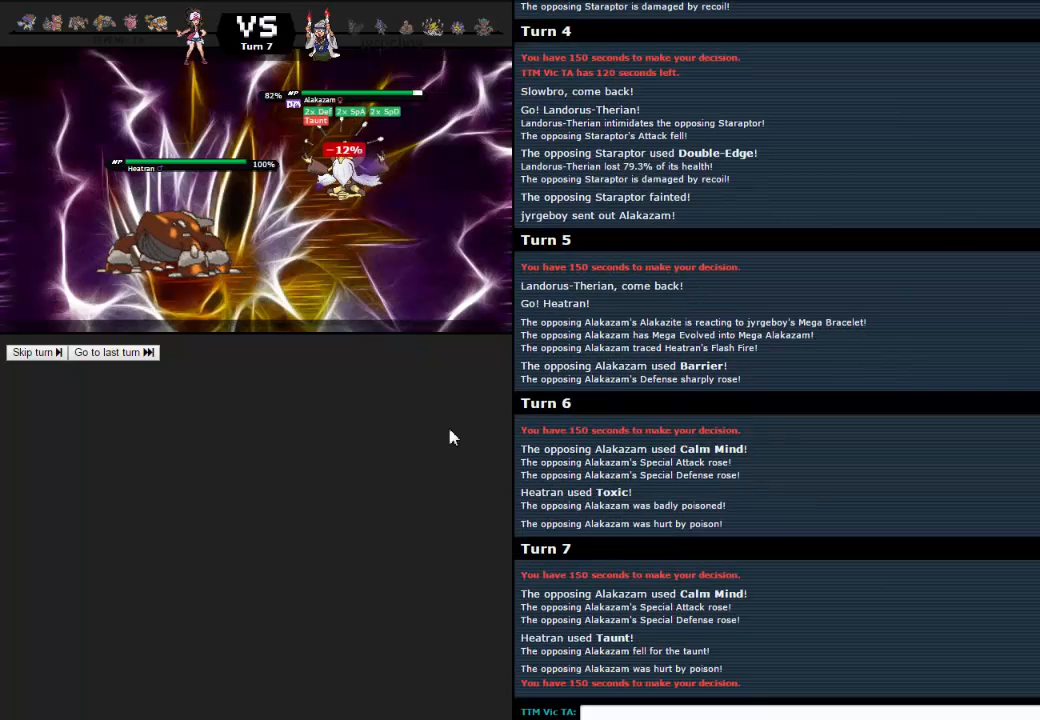 VS
Turn 7
82%
Alakazam ♀
2x Def 2x SpA 2x SpD
Taunt
−12%
Heatran ♂
100%
Skip turn
Go to last turn
The opposing Staraptor is damaged by recoil!
Turn 4
You have 150 seconds to make your decision.
TTM Vic TA has 120 seconds left.
Slowbro, come back!
Go! Landorus-Therian!
Landorus-Therian intimidates the opposing Staraptor!
The opposing Staraptor's Attack fell!
The opposing Staraptor used Double-Edge!
Landorus-Therian lost 79.3% of its health!
The opposing Staraptor is damaged by recoil!
The opposing Staraptor fainted!
jyrgeboy sent out Alakazam!
Turn 5
You have 150 seconds to make your decision.
Landorus-Therian, come back!
Go! Heatran!
The opposing Alakazam's Alakazite is reacting to jyrgeboy's Mega Bracelet!
The opposing Alakazam has Mega Evolved into Mega Alakazam!
The opposing Alakazam traced Heatran's Flash Fire!
The opposing Alakazam used Barrier!
The opposing Alakazam's Defense sharply rose!
Turn 6
You have 150 seconds to make your decision.
The opposing Alakazam used Calm Mind!
The opposing Alakazam's Special Attack rose!
The opposing Alakazam's Special Defense rose!
Heatran used Toxic!
The opposing Alakazam was badly poisoned!
The opposing Alakazam was hurt by poison!
Turn 7
You have 150 seconds to make your decision.
The opposing Alakazam used Calm Mind!
The opposing Alakazam's Special Attack rose!
The opposing Alakazam's Special Defense rose!
Heatran used Taunt!
The opposing Alakazam fell for the taunt!
The opposing Alakazam was hurt by poison!
You have 150 seconds to make your decision.
TTM Vic TA: